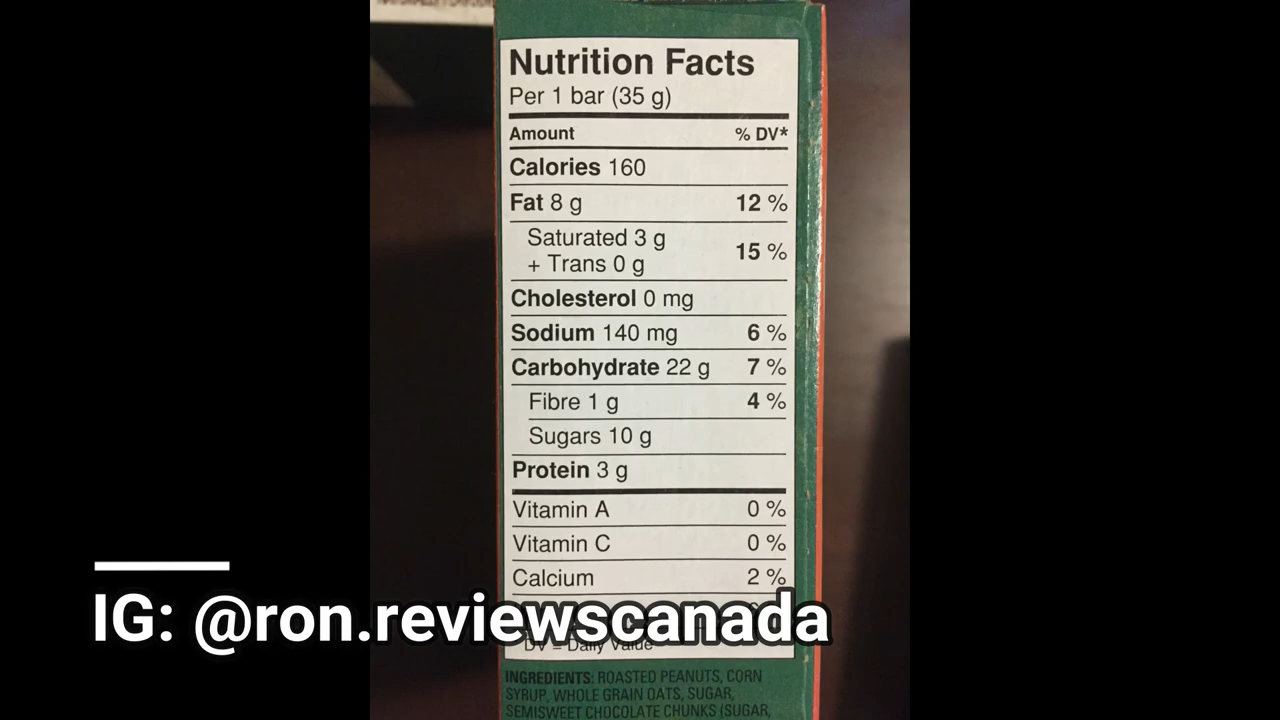 Nutrition Facts
Per 1 bar (35 g)
Amount % DV*
Calories 160
Fat 8 g 12 %
Saturated 3 g 15 %
+ Trans 0 g
Cholesterol 0 mg
Sodium 140 mg 6 %
Carbohydrate 22 g 7 %
Fibre 1 g 4 %
Sugars 10 g
Protein 3 g
Vitamin A 0 %
Vitamin C 0 %
Calcium 2 %
IG: @ron.reviewscanada
DV = Daily Value
INGREDIENTS: ROASTED PEANUTS, CORN
SYRUP, WHOLE GRAIN OATS, SUGAR,
SEMISWEET CHOCOLATE CHUNKS (SUGAR,